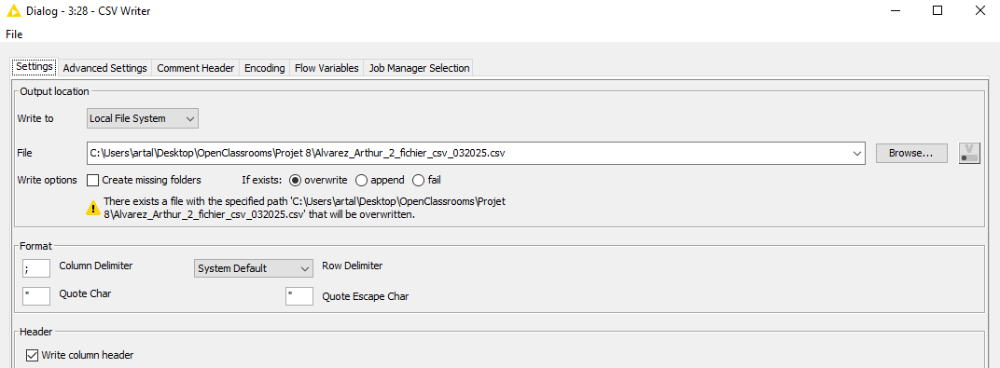 Dialog - 3:28 - CSV Writer
File
Settings Advanced Settings Comment Header Encoding Flow Variables Job Manager Selection
Output location
Write to Local File System
File C:\Users\artal\Desktop\OpenClassrooms\Projet 8\Alvarez_Arthur_2_fichier_csv_032025.csv Browse... V
Write options Create missing folders If exists: overwrite append fail
There exists a file with the specified path 'C:\Users\artal\Desktop\OpenClassrooms\Projet
8\Alvarez_Arthur_2_fichier_csv_032025.csv' that will be overwritten.
Format
; Column Delimiter System Default Row Delimiter
" Quote Char " Quote Escape Char
Header
Write column header